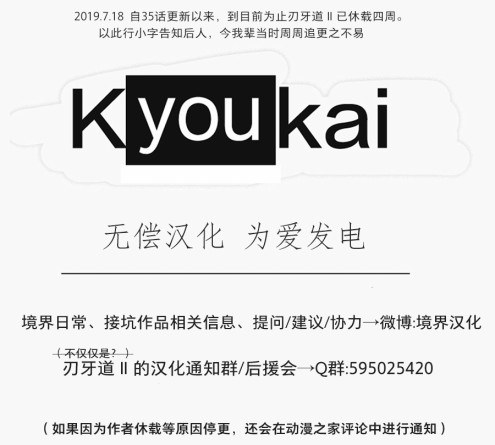 2019.7.18 自35话更新以来，到目前为止刃牙道 II 已休载四周。
以此行小字告知后人，今我辈当时周周追更之不易
Kyoukai
无偿汉化 为爱发电
境界日常、接坑作品相关信息、提问/建议/协力→微博:境界汉化
（不仅仅是？）
刃牙道 II 的汉化通知群/后援会→Q群:595025420
（如果因为作者休载等原因停更，还会在动漫之家评论中进行通知）